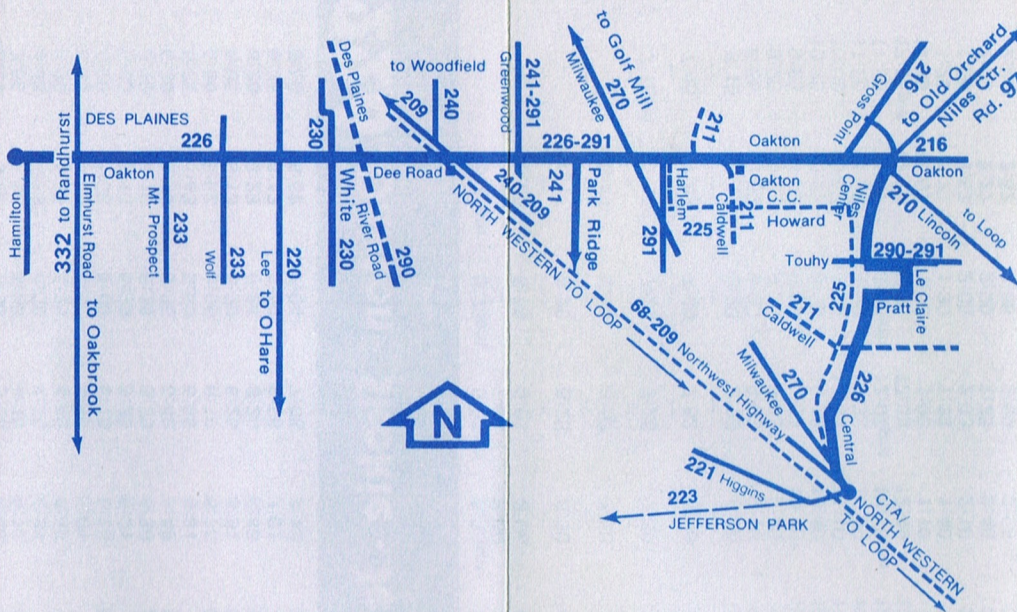 to Woodfield
209
240
Greenwood
241-291
to Golf Mill
Milwaukee
270
211
Gross Point
216
to Old Orchard
Niles Ctr.
Rd. 97
DES PLAINES
226
230
Des Plaines
226-291
Oakton
216
Hamilton
Oakton
332 to Randhurst
Elmhurst Road
to Oakbrook
Mt. Prospect
233
Wolf
233
Lee
220
to OHare
White
230
River Road
290
Dee Road
240-209
241
Park Ridge
291
Harlem
Oakton
C. C.
Caldwell
211
225
Howard
Niles
Center
Oakton
210 Lincoln
to Loop
NORTH WESTERN TO LOOP
Touhy
290-291
Le Claire
Pratt
225
211
Caldwell
68-209 Northwest Highway
Milwaukee
270
226
Central
N
221 Higgins
223
JEFFERSON PARK
CTA/
NORTH WESTERN
TO LOOP